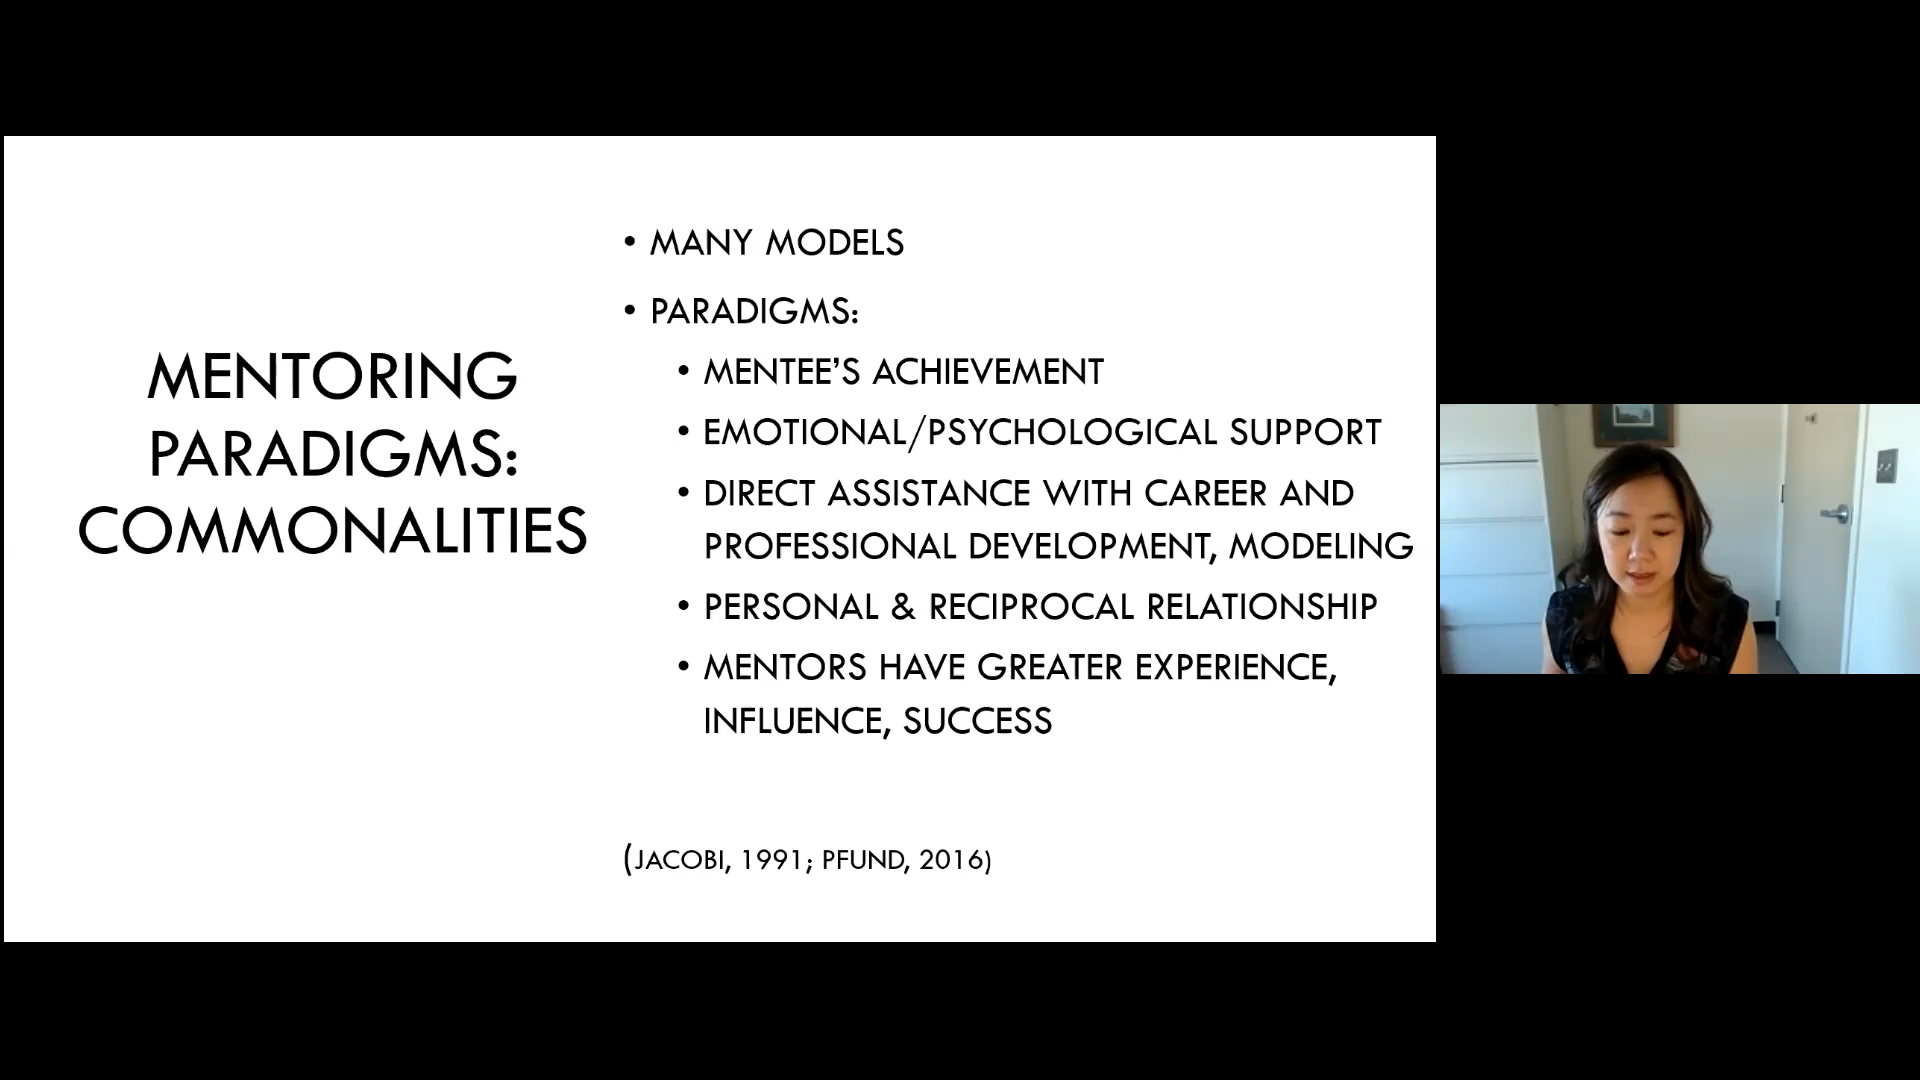 MENTORING
PARADIGMS:
COMMONALITIES
• MANY MODELS
• PARADIGMS:
• MENTEE’S ACHIEVEMENT
• EMOTIONAL/PSYCHOLOGICAL SUPPORT
• DIRECT ASSISTANCE WITH CAREER AND
PROFESSIONAL DEVELOPMENT, MODELING
• PERSONAL & RECIPROCAL RELATIONSHIP
• MENTORS HAVE GREATER EXPERIENCE,
INFLUENCE, SUCCESS
(JACOBI, 1991; PFUND, 2016)